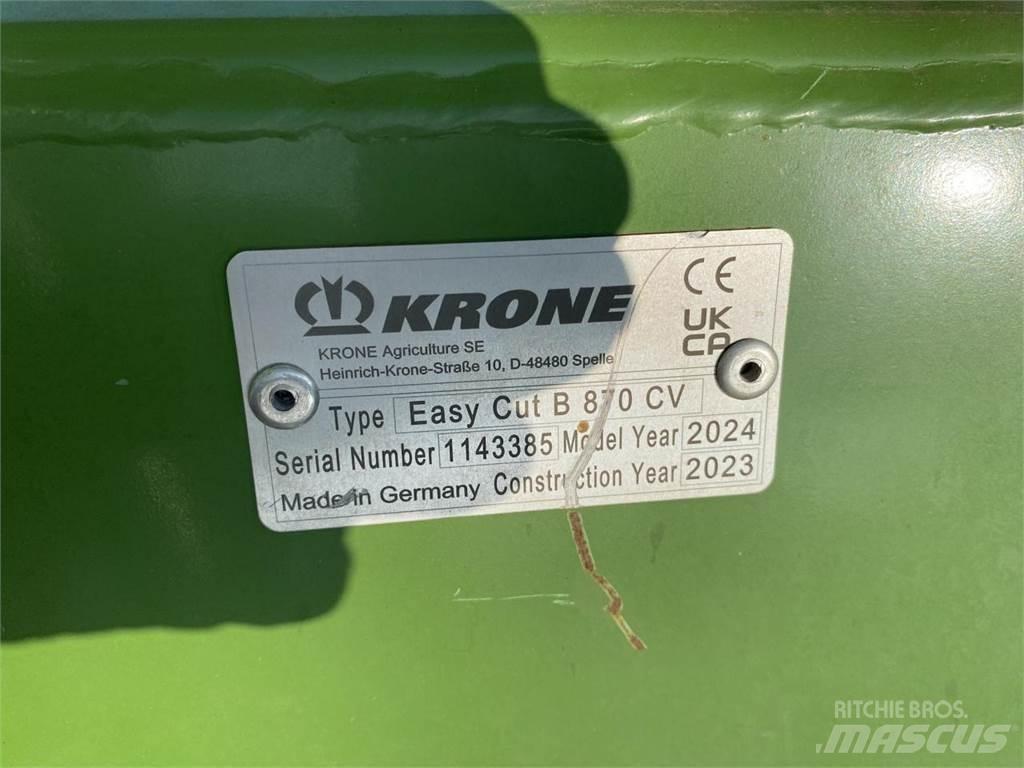 KRONE
CE
UK
CA
KRONE Agriculture SE
Heinrich-Krone-Straße 10, D-48480 Spelle
Type Easy Cut B 870 CV
Serial Number 1143385 Model Year 2024
Made in Germany Construction Year 2023
RITCHIE BROS.
MASCUS